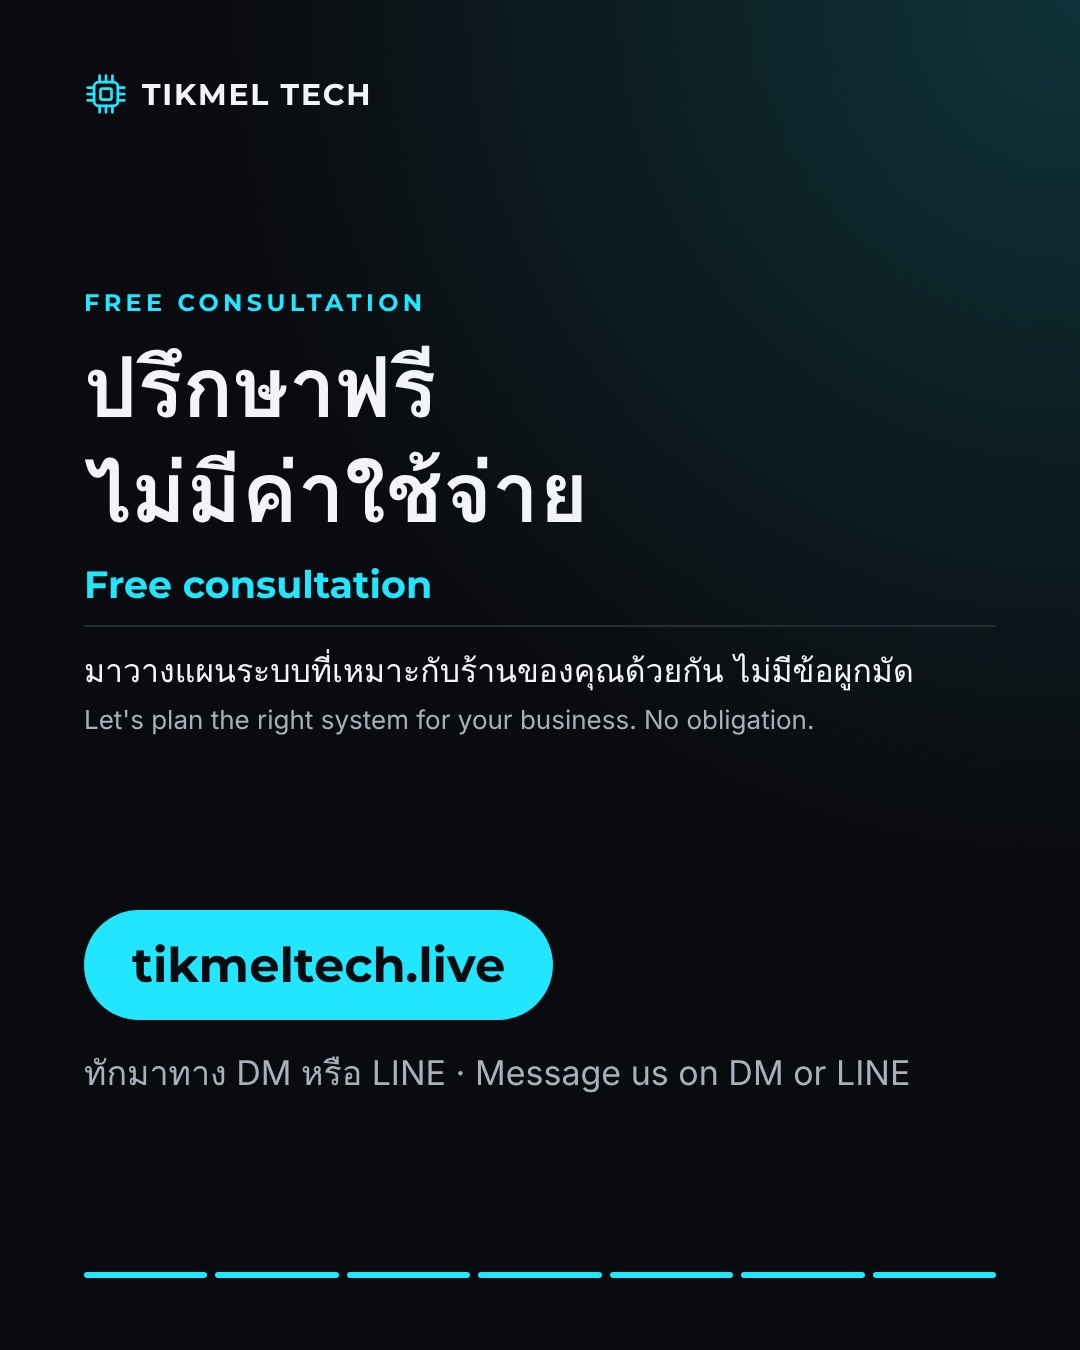 TIKMEL TECH
FREE CONSULTATION
ปรึกษาฟรี
ไม่มีค่าใช้จ่าย
Free consultation
มาวางแผนระบบที่เหมาะกับร้านของคุณด้วยกัน ไม่มีข้อผูกมัด
Let's plan the right system for your business. No obligation.
tikmeltech.live
ทักมาทาง DM หรือ LINE · Message us on DM or LINE